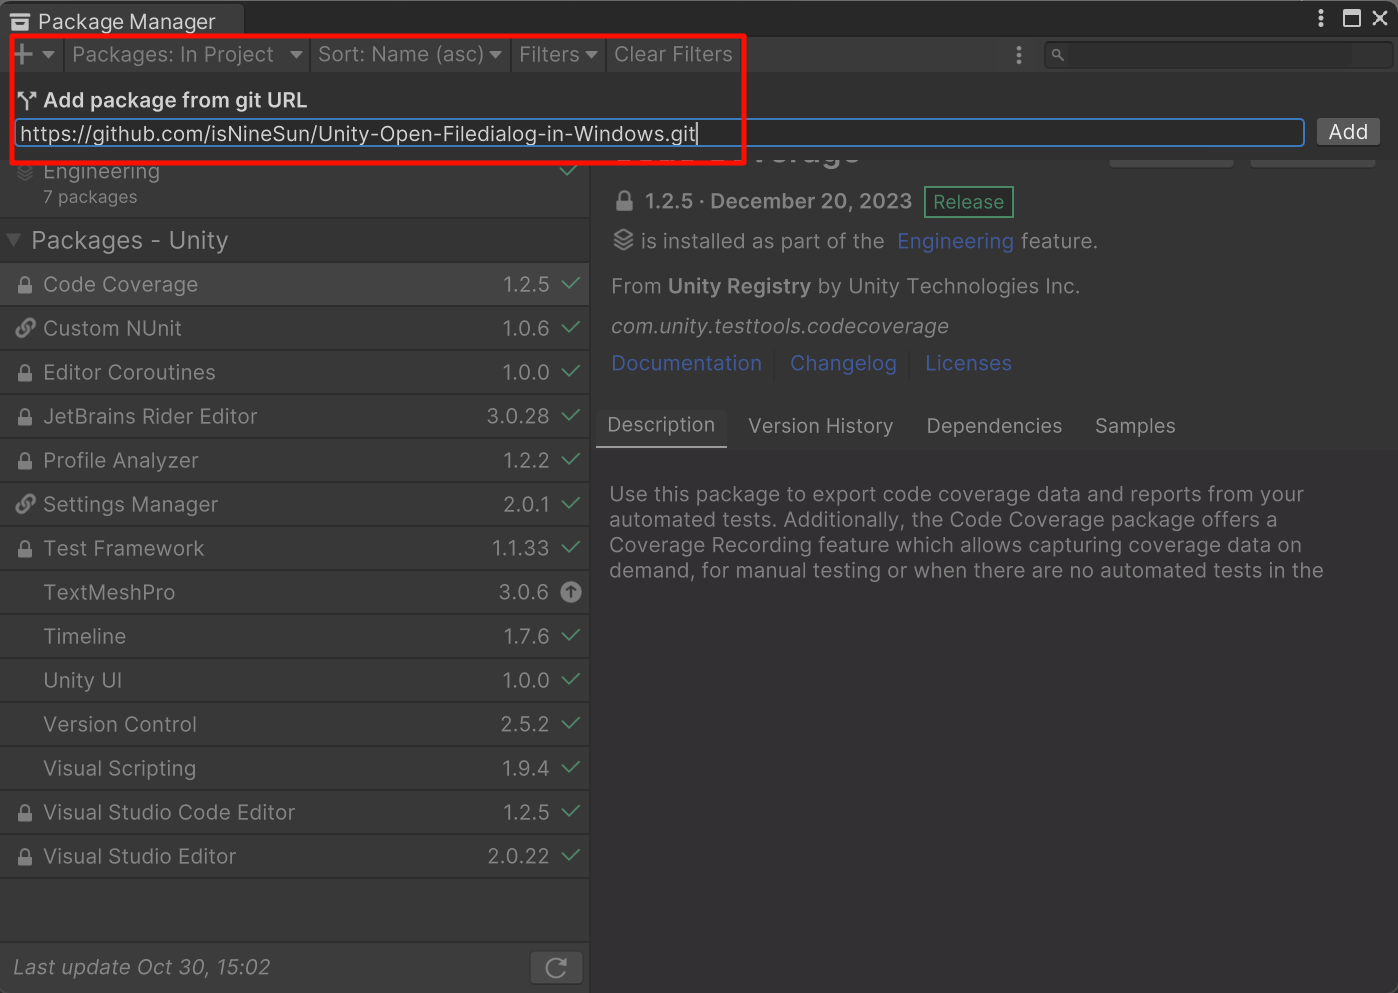 Package Manager
Packages: In Project
Sort: Name (asc)
Filters
Clear Filters
Add package from git URL
https://github.com/isNineSun/Unity-Open-Filedialog-in-Windows.git
Add
Engineering
7 packages
Packages - Unity
Code Coverage 1.2.5
Custom NUnit 1.0.6
Editor Coroutines 1.0.0
JetBrains Rider Editor 3.0.28
Profile Analyzer 1.2.2
Settings Manager 2.0.1
Test Framework 1.1.33
TextMeshPro 3.0.6
Timeline 1.7.6
Unity UI 1.0.0
Version Control 2.5.2
Visual Scripting 1.9.4
Visual Studio Code Editor 1.2.5
Visual Studio Editor 2.0.22
Last update Oct 30, 15:02
1.2.5 · December 20, 2023 Release
is installed as part of the Engineering feature.
From Unity Registry by Unity Technologies Inc.
com.unity.testtools.codecoverage
Documentation Changelog Licenses
Description Version History Dependencies Samples
Use this package to export code coverage data and reports from your
automated tests. Additionally, the Code Coverage package offers a
Coverage Recording feature which allows capturing coverage data on
demand, for manual testing or when there are no automated tests in the